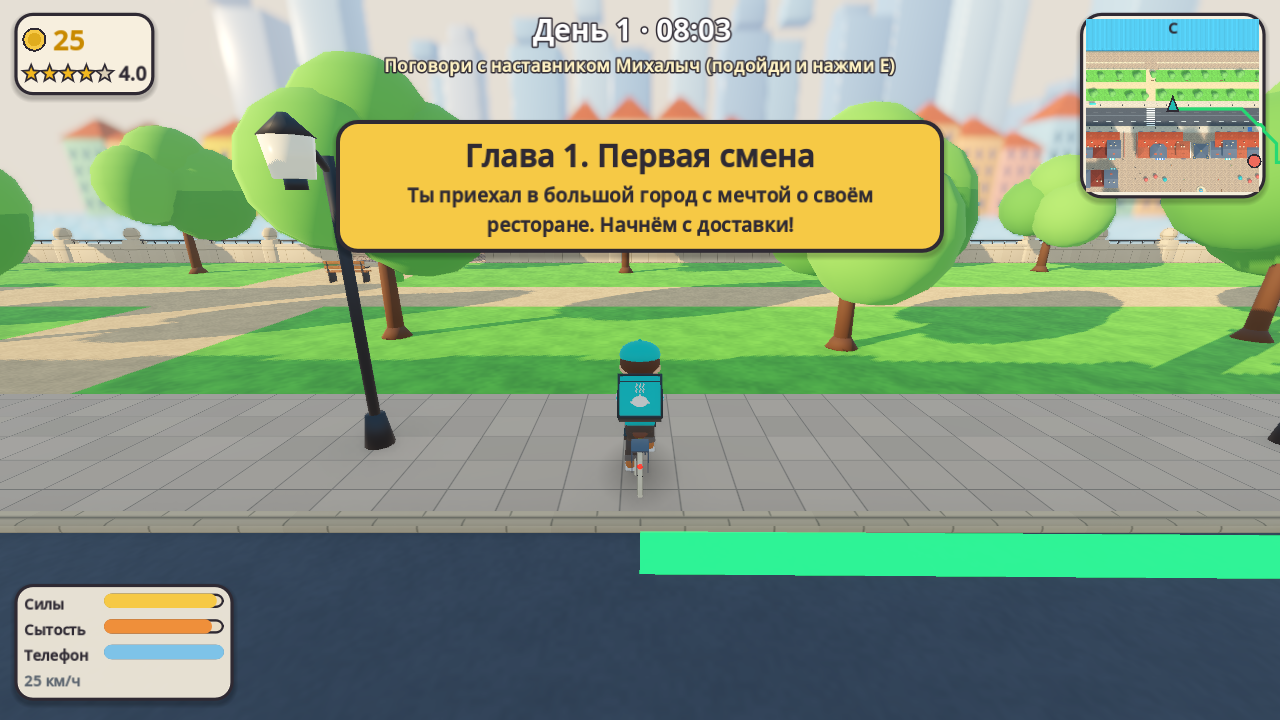 25
4.0
День 1 · 08:03
Поговори с наставником Михалыч (подойди и нажми E)
С
Глава 1. Первая смена
Ты приехал в большой город с мечтой о своём
ресторане. Начнём с доставки!
Силы
Сытость
Телефон
25 км/ч